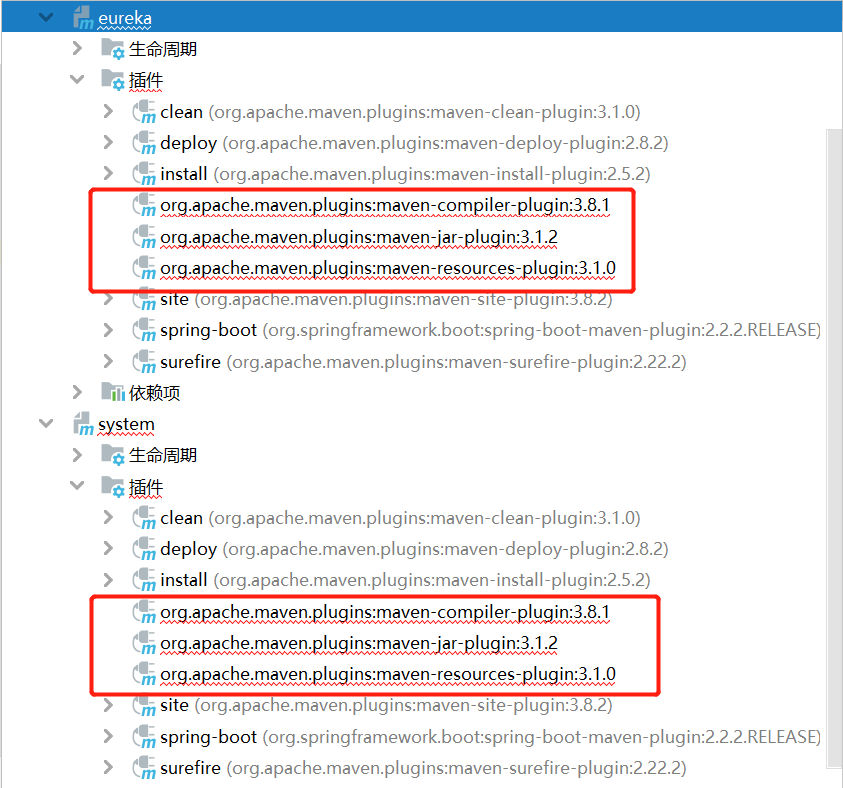 eureka
生命周期
插件
clean (org.apache.maven.plugins:maven-clean-plugin:3.1.0)
deploy (org.apache.maven.plugins:maven-deploy-plugin:2.8.2)
install (org.apache.maven.plugins:maven-install-plugin:2.5.2)
org.apache.maven.plugins:maven-compiler-plugin:3.8.1
org.apache.maven.plugins:maven-jar-plugin:3.1.2
org.apache.maven.plugins:maven-resources-plugin:3.1.0
site (org.apache.maven.plugins:maven-site-plugin:3.8.2)
spring-boot (org.springframework.boot:spring-boot-maven-plugin:2.2.2.RELEASE)
surefire (org.apache.maven.plugins:maven-surefire-plugin:2.22.2)
依赖项
system
生命周期
插件
clean (org.apache.maven.plugins:maven-clean-plugin:3.1.0)
deploy (org.apache.maven.plugins:maven-deploy-plugin:2.8.2)
install (org.apache.maven.plugins:maven-install-plugin:2.5.2)
org.apache.maven.plugins:maven-compiler-plugin:3.8.1
org.apache.maven.plugins:maven-jar-plugin:3.1.2
org.apache.maven.plugins:maven-resources-plugin:3.1.0
site (org.apache.maven.plugins:maven-site-plugin:3.8.2)
spring-boot (org.springframework.boot:spring-boot-maven-plugin:2.2.2.RELEASE)
surefire (org.apache.maven.plugins:maven-surefire-plugin:2.22.2)